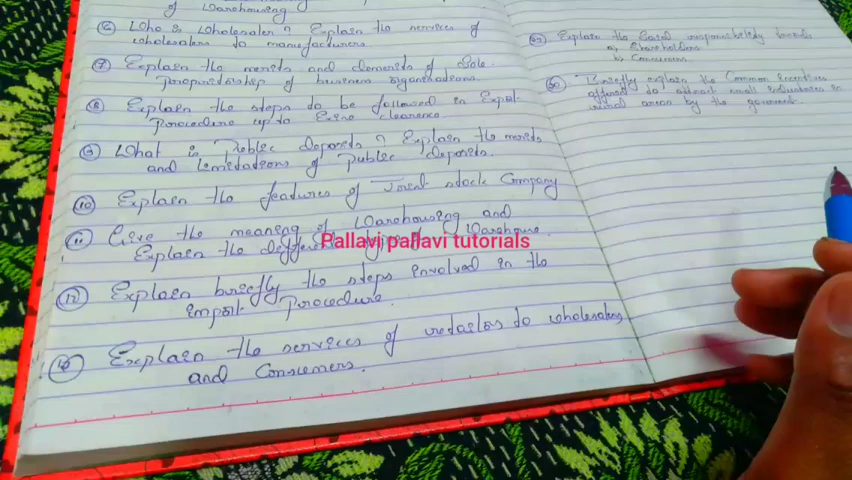 of Warehousing
⑥ Who is wholesaler ? Explain the services of
wholesalers to manufacturers
⑦ Explain the merits and demerits of Sole
Proprietorship of business organisations
⑧ Explain the steps to be followed in Export
Procedure up to clearance
⑨ What is Public Deposits ? Explain the merits
and limitations of public deposits.
⑩ Explain the features of Joint stock Company
⑪ Give the meaning of Warehousing and
Explain the different types of Warehouse.
Pallavi pallavi tutorials
⑫ Explain briefly the steps involved in the
import Procedure.
Explain the services of retailers to wholesalers
and Consumers.
Explain the Social responsibility towards
a) Shareholders
b) Consumers
Briefly explain the Common Incentives
offered to attract small Industries in
rural areas by the government